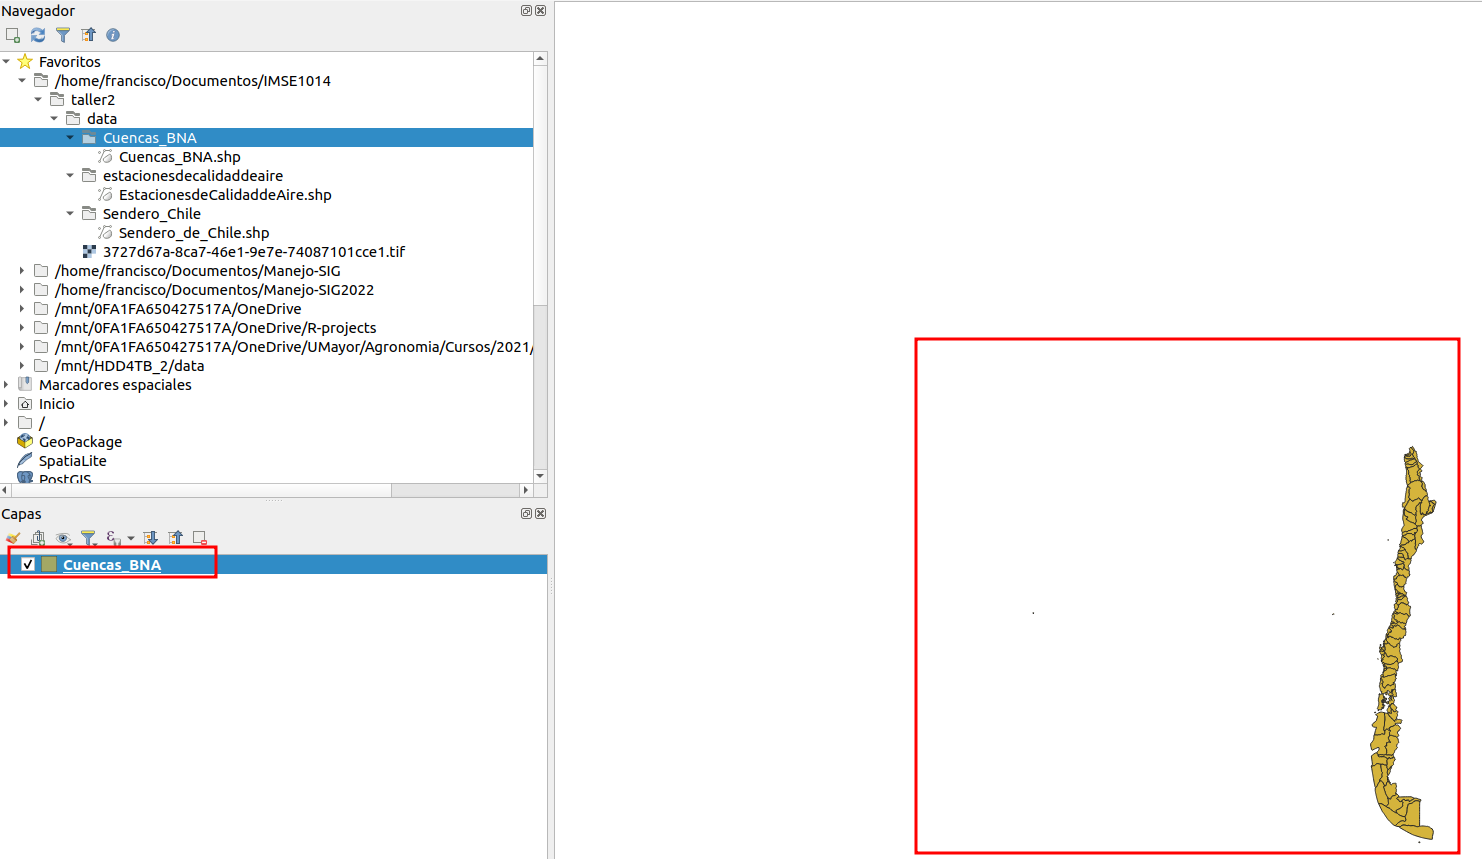 Navegador
Favoritos
/home/francisco/Documentos/IMSE1014
taller2
data
Cuencas_BNA
Cuencas_BNA.shp
estacionesdecalidaddeaire
EstacionesdeCalidaddeAire.shp
Sendero_Chile
Sendero_de_Chile.shp
3727d67a-8ca7-46e1-9e7e-74087101cce1.tif
/home/francisco/Documentos/Manejo-SIG
/home/francisco/Documentos/Manejo-SIG2022
/mnt/0FA1FA650427517A/OneDrive
/mnt/0FA1FA650427517A/OneDrive/R-projects
/mnt/0FA1FA650427517A/OneDrive/UMayor/Agronomia/Cursos/2021/
/mnt/HDD4TB_2/data
Marcadores espaciales
Inicio
/
GeoPackage
SpatiaLite
PostGIS
Capas
Cuencas_BNA